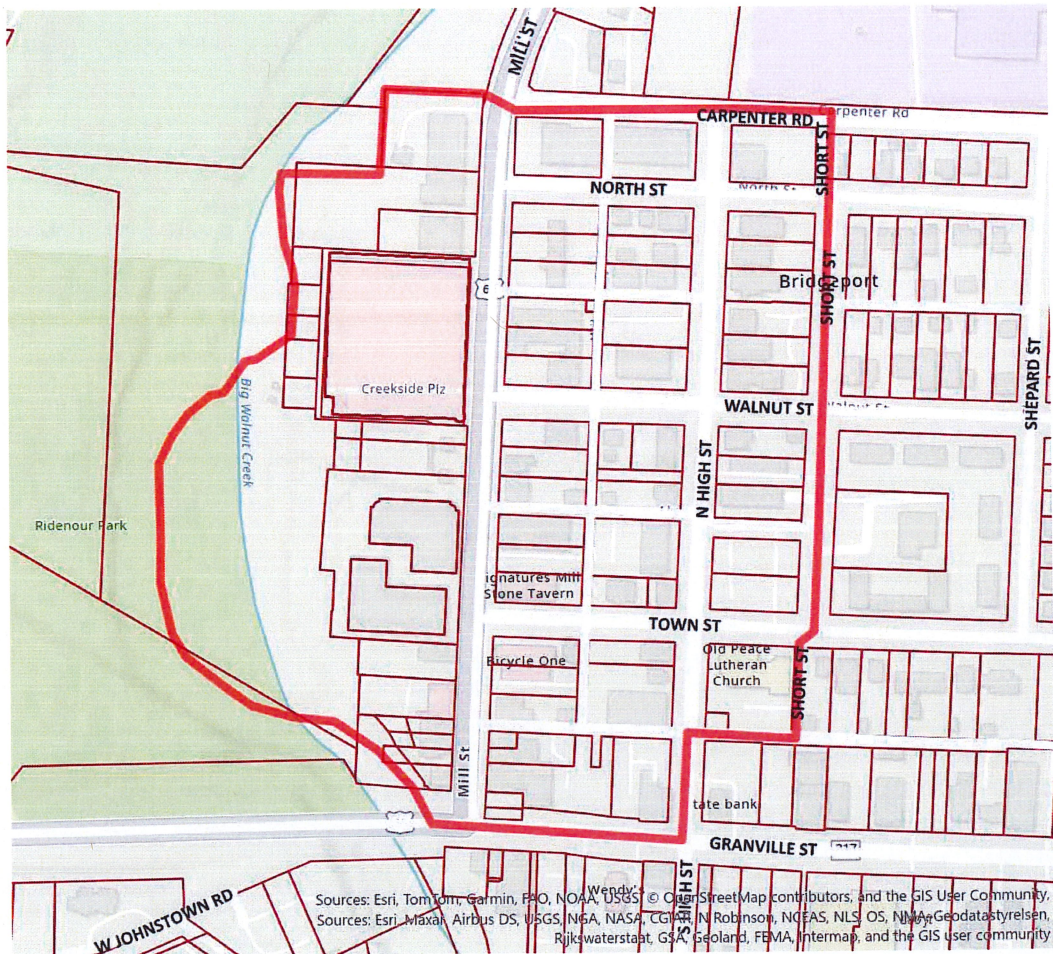 MILL ST
CARPENTER RD
Carpenter Rd
SHORT ST
NORTH ST
North St
SHORT ST
Bridgeport
6
Creekside Plz
SHEPARD ST
WALNUT ST
Walnut St
Big Walnut Creek
N HIGH ST
Ridenour Park
ignatures Mill
Stone Tavern
TOWN ST
Old Peace
Lutheran
Church
Bicycle One
SHORT ST
Mill St
tate bank
GRANVILLE ST
317
S HIGH ST
Wendy's
W JOHNSTOWN RD
Sources: Esri, TomTom, Garmin, FAO, NOAA, USGS, © OpenStreetMap contributors, and the GIS User Community,
Sources: Esri, Maxar, Airbus DS, USGS, NGA, NASA, CGIAR, N Robinson, NCEAS, NLS, OS, NMA, Geodatastyrelsen,
Rijkswaterstaat, GSA, Geoland, FEMA, Intermap, and the GIS user community